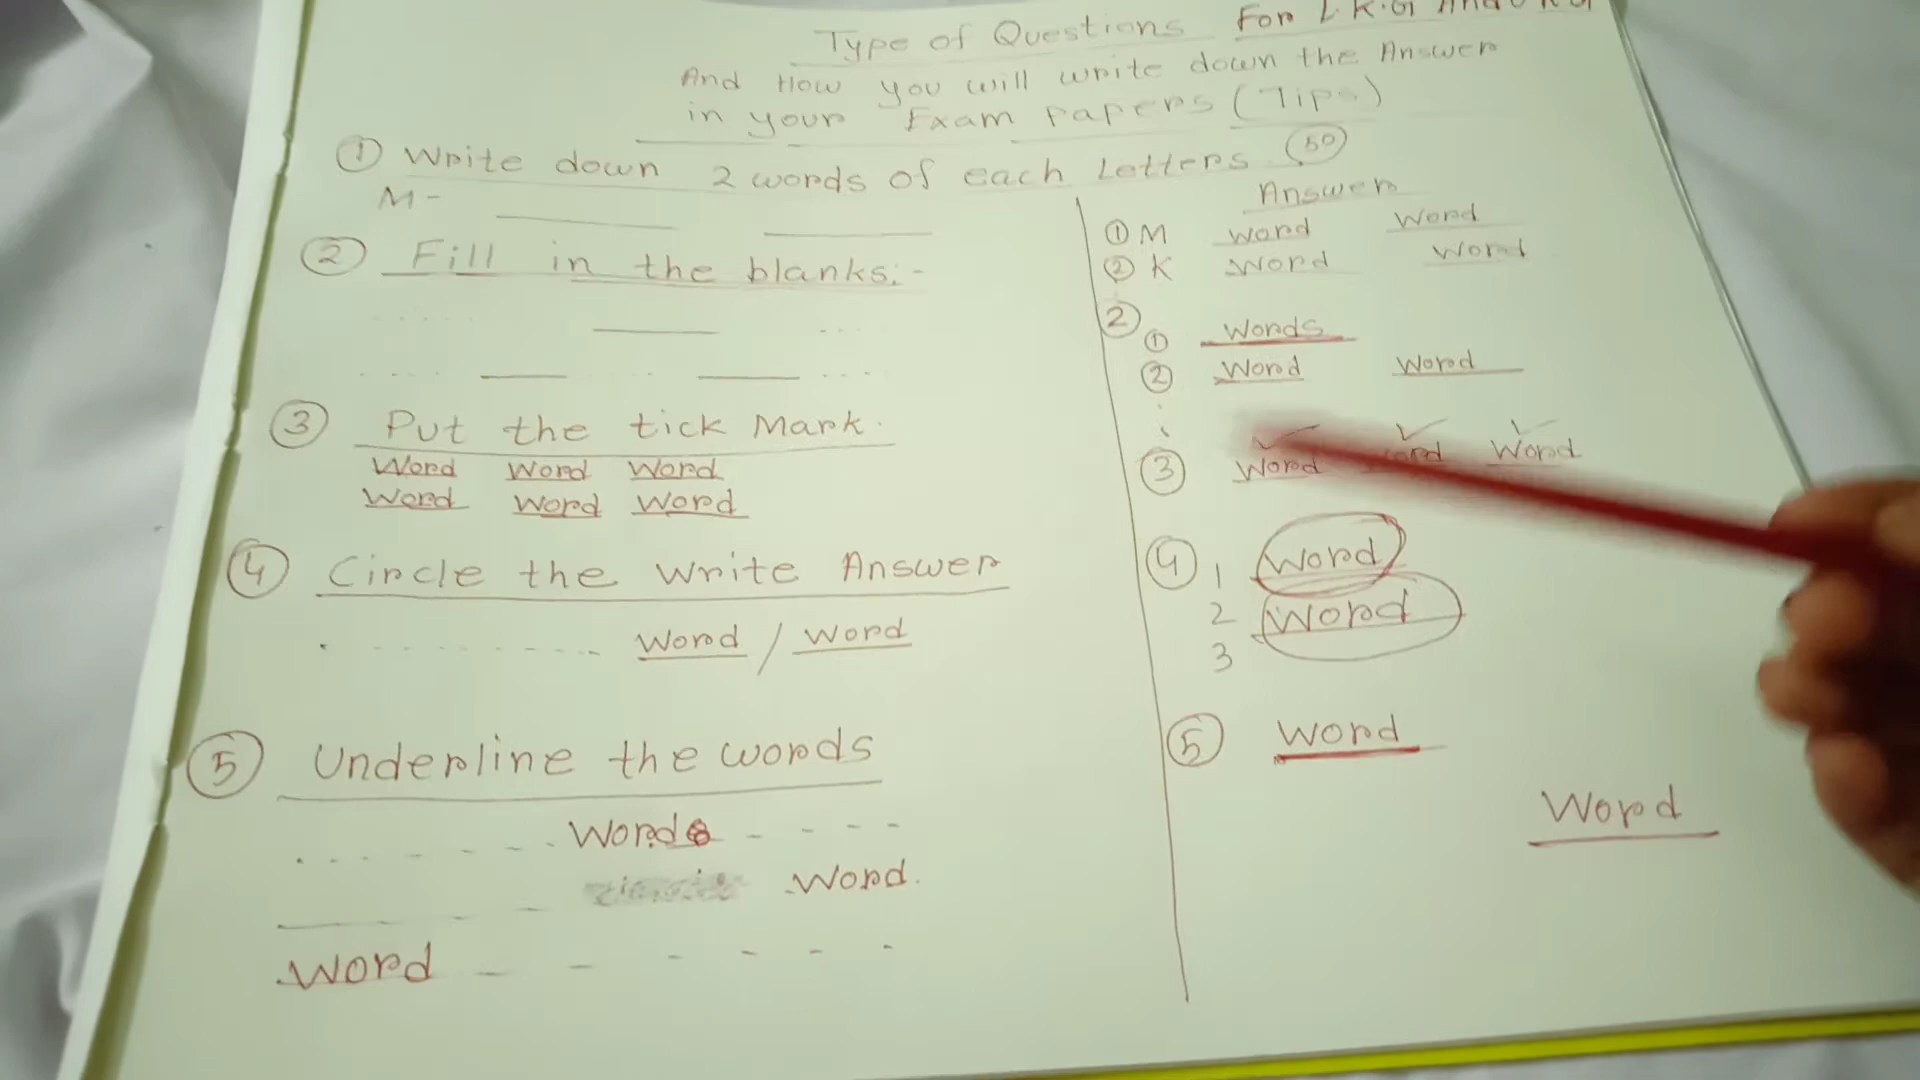 Type of Questions For L.K.G And U.K.G
And How you will write down the Answer
in your Exam Papers (Tips)
① Write down 2 words of each Letters 50
M-
② Fill in the blanks:-
③ Put the tick Mark.
Word Word Word
Word Word Word
④ Circle the Write Answer
Word / Word
⑤ Underline the words
Words
Word.
Word
Answer
① M Word Word
② K Word Word
②
① Words
② Word Word
③ Word Word Word
④ 1 Word
2 Word
3
⑤ Word
Word